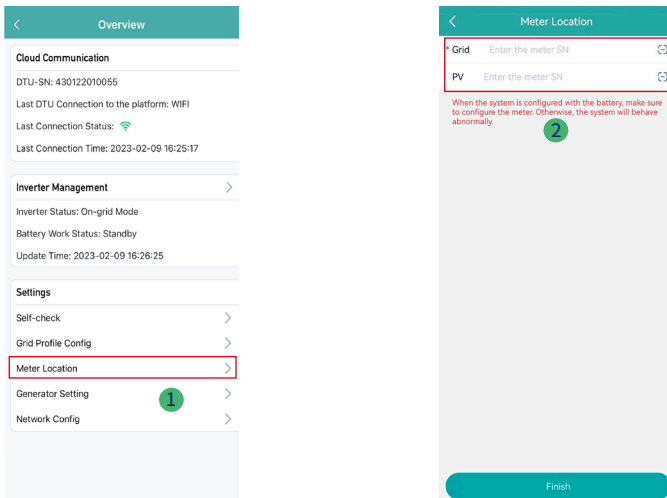 Overview
Cloud Communication
DTU-SN: 430122010055
Last DTU Connection to the platform: WIFI
Last Connection Status:
Last Connection Time: 2023-02-09 16:25:17
Inverter Management
Inverter Status: On-grid Mode
Battery Work Status: Standby
Update Time: 2023-02-09 16:26:25
Settings
Self-check
Grid Profile Config
Meter Location
Generator Setting
1
Network Config
Meter Location
* Grid Enter the meter SN
PV Enter the meter SN
When the system is configured with the battery, make sure
to configure the meter. Otherwise, the system will behave
abnormally.
2
Finish